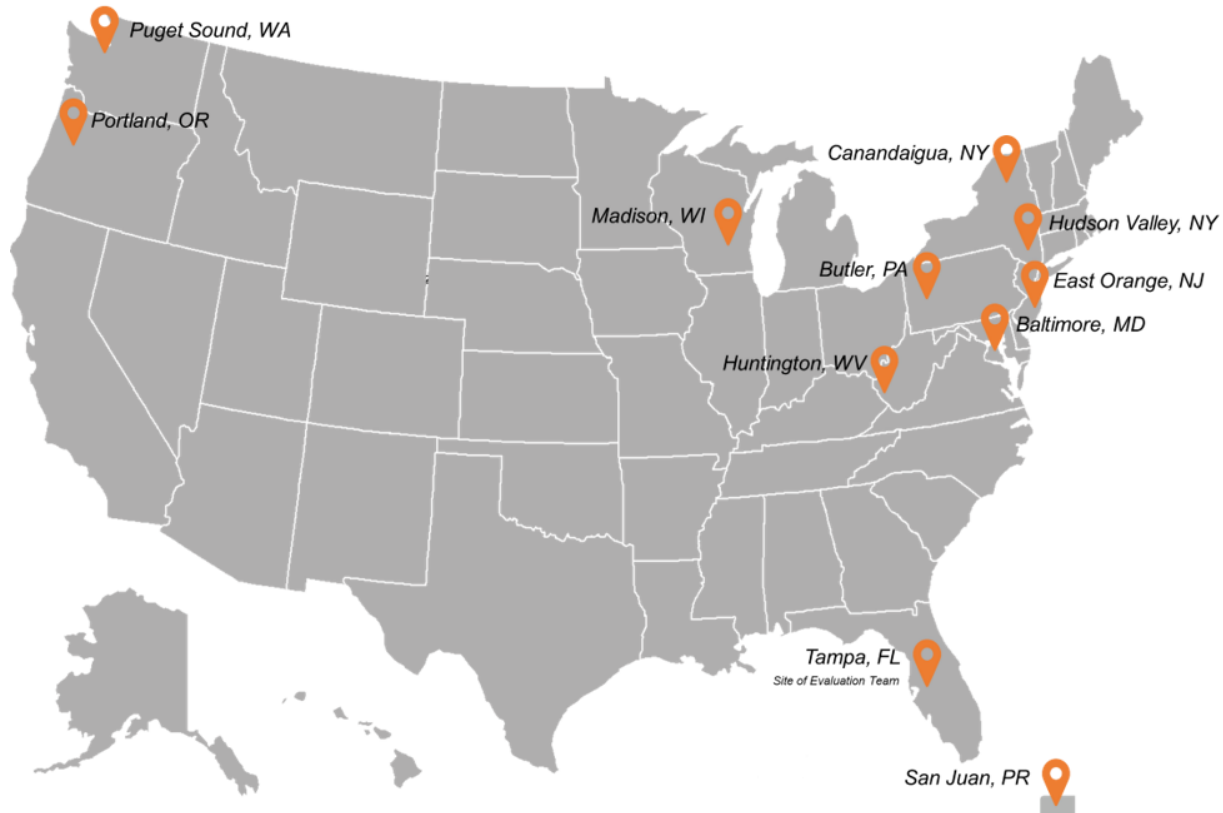 Puget Sound, WA
Portland, OR
Canandaigua, NY
Madison, WI
Hudson Valley, NY
Butler, PA
East Orange, NJ
Baltimore, MD
Huntington, WV
Tampa, FL
Site of Evaluation Team
San Juan, PR